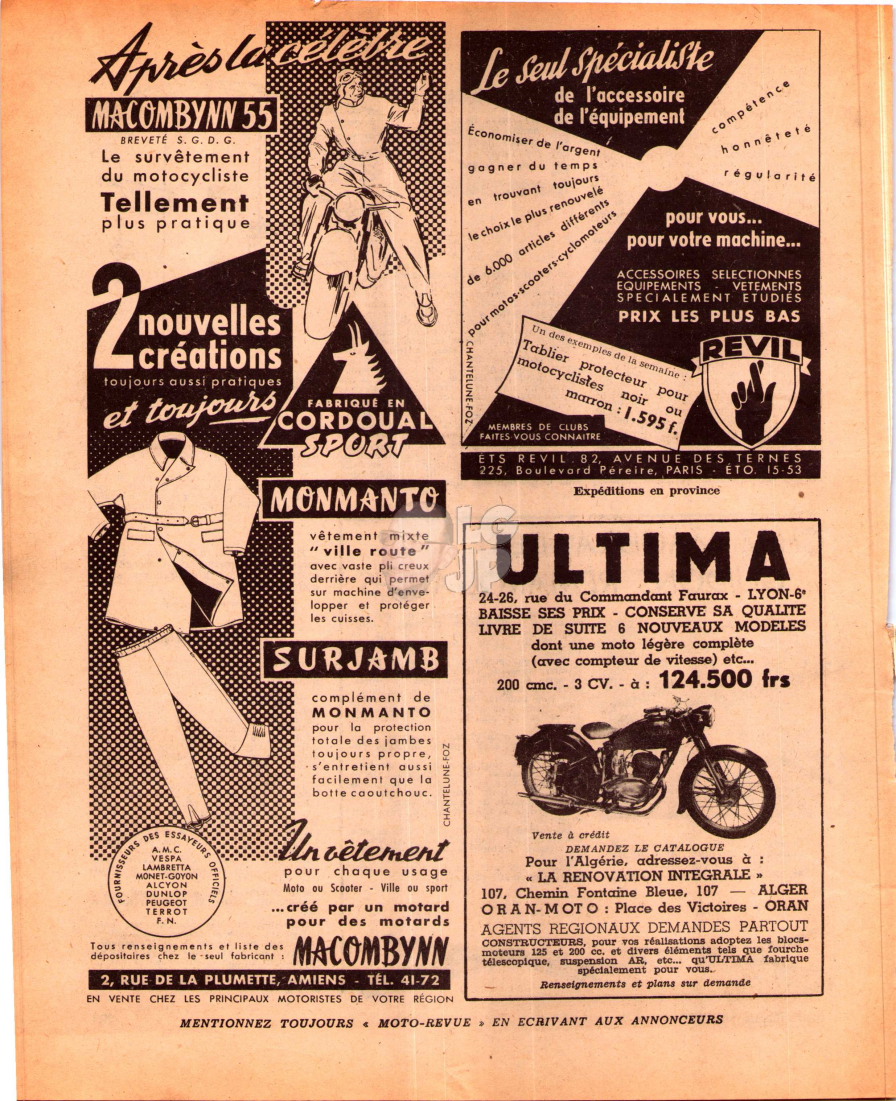 Après la célèbre
MACOMBYNN 55
BREVETÉ S.G.D.G.
Le survêtement
du motocycliste
Tellement
plus pratique
2 nouvelles
créations
toujours aussi pratiques
et toujours
FABRIQUÉ EN
CORDOUAL
SPORT
MONMANTO
vêtement mixte
"ville route"
avec vaste pli creux
derrière qui permet
sur machine d'enve-
lopper et protéger
les cuisses.
SURJAMB
complément de
MONMANTO
pour la protection
totale des jambes
toujours propre,
s'entretient aussi
facilement que la
botte caoutchouc.
CHANTELUNE-FOZ
FOURNISSEURS DES ESSAYEURS OFFICIELS
A.M.C.
VESPA
LAMBRETTA
MONET-GOYON
ALCYON
DUNLOP
PEUGEOT
TERROT
F.N.
Un vêtement
pour chaque usage
Moto ou Scooter - Ville ou sport
...créé par un motard
pour des motards
Tous renseignements et liste des
dépositaires chez le seul fabricant :
MACOMBYNN
2, RUE DE LA PLUMETTE, AMIENS - TÉL. 41-72
EN VENTE CHEZ LES PRINCIPAUX MOTORISTES DE VOTRE RÉGION
Le Seul Spécialiste
de l'accessoire
de l'équipement
Économiser de l'argent
gagner du temps
en trouvant toujours
le choix le plus renouvelé
de 6.000 articles différents
pour motos-scooters-cyclomoteurs
compétence
honnêteté
régularité
pour vous...
pour votre machine...
ACCESSOIRES SELECTIONNES
EQUIPEMENTS - VETEMENTS
SPECIALEMENT ETUDIÉS
PRIX LES PLUS BAS
CHANTELUNE-FOZ
Un des exemples de la semaine :
Tablier protecteur pour
motocyclistes noir ou
marron : 1.595 f.
REVIL
MEMBRES DE CLUBS
FAITES-VOUS CONNAITRE
ETS REVIL : 82, AVENUE DES TERNES
225, Boulevard Péreire, PARIS - ÉTO. 15-53
Expéditions en province
LG
JP
ULTIMA
24-26, rue du Commandant Faurax - LYON-6e
BAISSE SES PRIX - CONSERVE SA QUALITE
LIVRE DE SUITE 6 NOUVEAUX MODELES
dont une moto légère complète
(avec compteur de vitesse) etc...
200 cmc. - 3 CV. - à : 124.500 frs
Vente à crédit
DEMANDEZ LE CATALOGUE
Pour l'Algérie, adressez-vous à :
« LA RENOVATION INTEGRALE »
107, Chemin Fontaine Bleue, 107 — ALGER
ORAN-MOTO : Place des Victoires - ORAN
AGENTS REGIONAUX DEMANDES PARTOUT
CONSTRUCTEURS, pour vos réalisations adoptez les blocs-
moteurs 125 et 200 cc. et divers éléments tels que fourche
télescopique, suspension AR, etc... qu'ULTIMA fabrique
spécialement pour vous.
Renseignements et plans sur demande
MENTIONNEZ TOUJOURS « MOTO-REVUE » EN ECRIVANT AUX ANNONCEURS